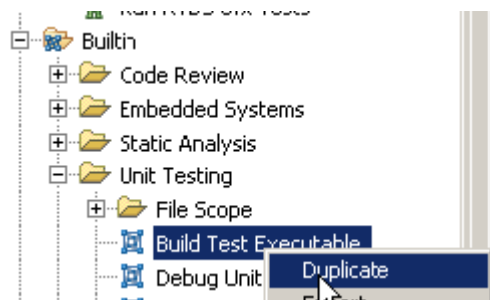 Builtin
Code Review
Embedded Systems
Static Analysis
Unit Testing
File Scope
Build Test Executable
Duplicate
Debug Unit